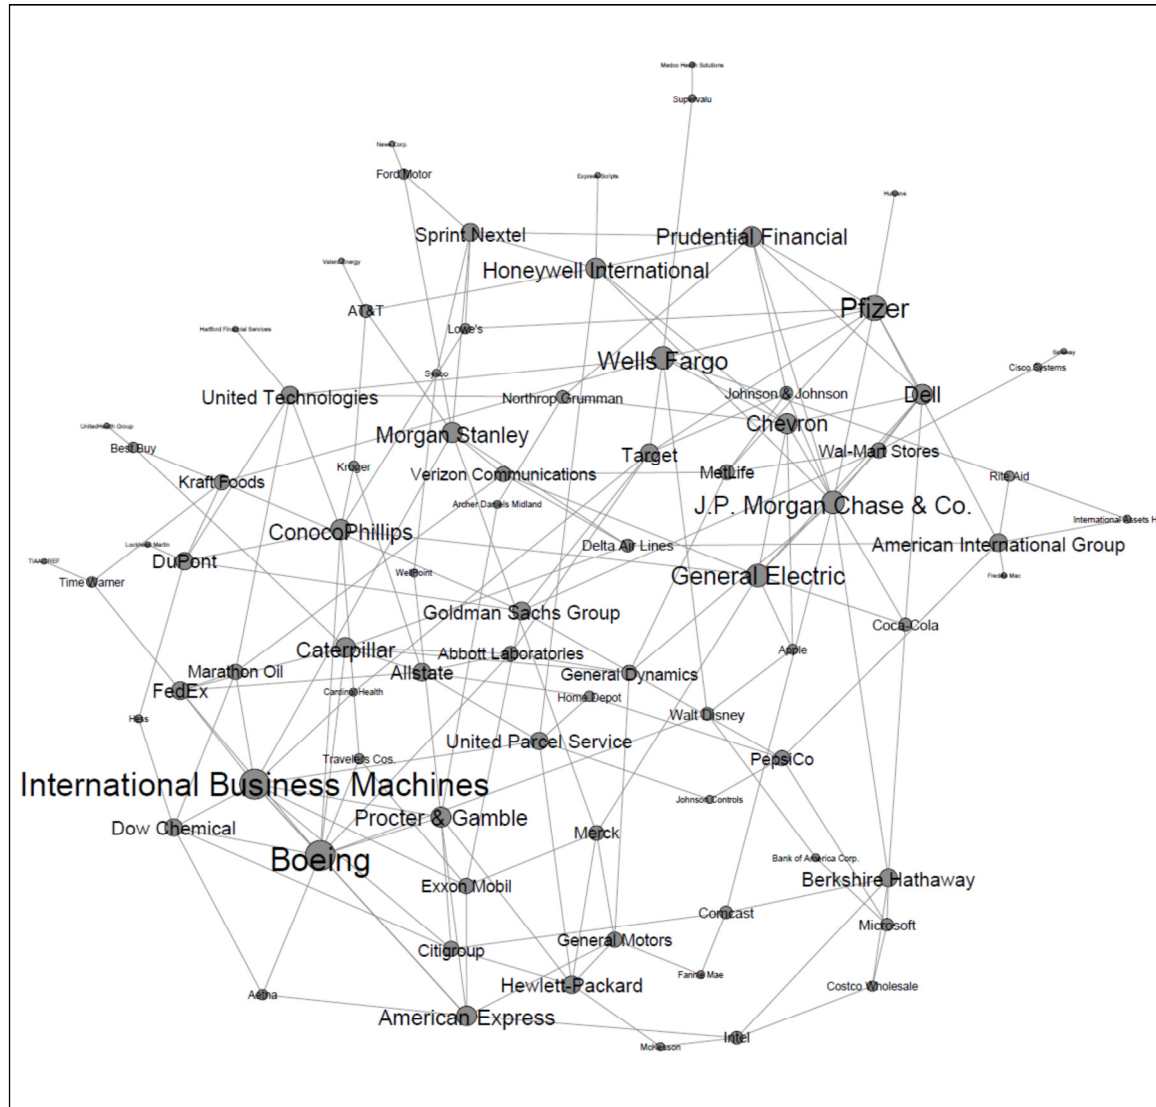 Medco Health Solutions
Supervalu
News Corp.
Ford Motor
Express Scripts
Humana
Sprint Nextel
Prudential Financial
Valero Energy
Honeywell International
AT&T
Pfizer
Hartford Financial Services
Lowe's
Safeway
Sysco
Wells Fargo
Cisco Systems
United Technologies
Northrop Grumman
Johnson & Johnson
Dell
UnitedHealth Group
Chevron
Best Buy
Morgan Stanley
Wal-Mart Stores
Target
Kroger
Verizon Communications
MetLife
Rite Aid
Kraft Foods
Archer Daniels Midland
J.P. Morgan Chase & Co.
International Assets H
ConocoPhillips
Lockheed Martin
Delta Air Lines
American International Group
TIAA-CREF
DuPont
WellPoint
General Electric
Freddie Mac
Time Warner
Goldman Sachs Group
Coca-Cola
Caterpillar
Abbott Laboratories
Apple
Marathon Oil
Allstate
General Dynamics
FedEx
Cardinal Health
Home Depot
Hess
Walt Disney
United Parcel Service
Travelers Cos.
PepsiCo
International Business Machines
Johnson Controls
Procter & Gamble
Dow Chemical
Merck
Boeing
Bank of America Corp.
Exxon Mobil
Berkshire Hathaway
Comcast
Microsoft
Citigroup
General Motors
Fannie Mae
Hewlett-Packard
Costco Wholesale
Aetna
American Express
Intel
McKesson